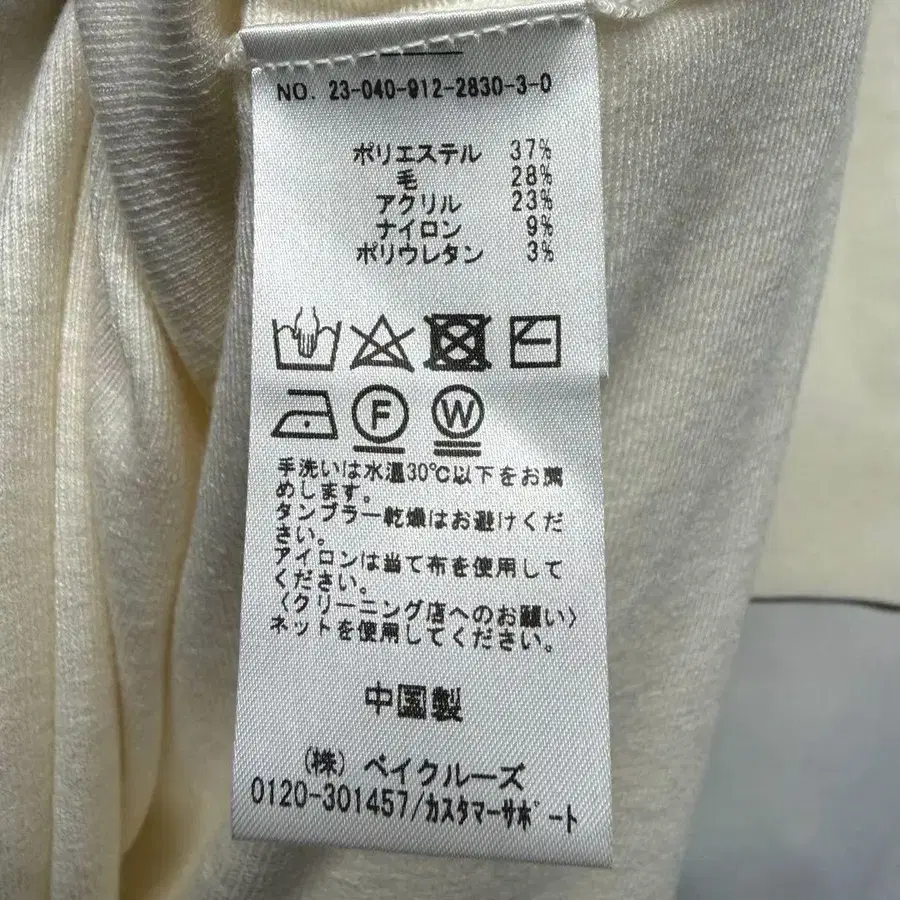 NO. 23-040-912-2830-3-0
ポリエステル 37%
毛 28%
アクリル 23%
ナイロン 9%
ポリウレタン 3%
F W
手洗いは水温30℃以下をお薦
めします。
タンブラー乾燥はお避けくだ
さい。
アイロンは当て布を使用して
ください。
〈クリーニング店へのお願い〉
ネットを使用してください。
中国製
(株) ベイクルーズ
0120-301457/カスタマーサポート